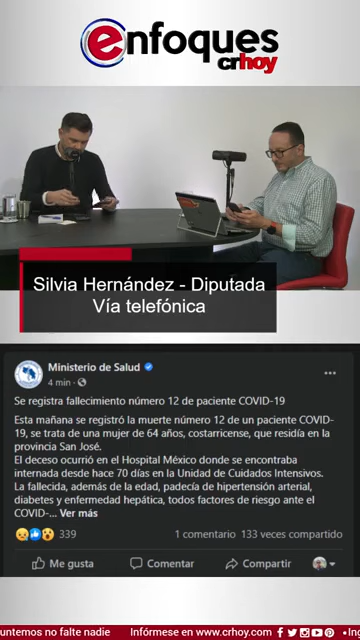 enfoques
crhoy
Silvia Hernández - Diputada
Vía telefónica
Ministerio de Salud
4 min ·
Se registra fallecimiento número 12 de paciente COVID-19
Esta mañana se registró la muerte número 12 de un paciente COVID-
19, se trata de una mujer de 64 años, costarricense, que residía en la
provincia San José.
El deceso ocurrió en el Hospital México donde se encontraba
internada desde hace 70 días en la Unidad de Cuidados Intensivos.
La fallecida, además de la edad, padecía de hipertensión arterial,
diabetes y enfermedad hepática, todos factores de riesgo ante el
COVID-... Ver más
339 1 comentario 133 veces compartido
Me gusta Comentar Compartir
untemos no falte nadie Infórmese en www.crhoy.com